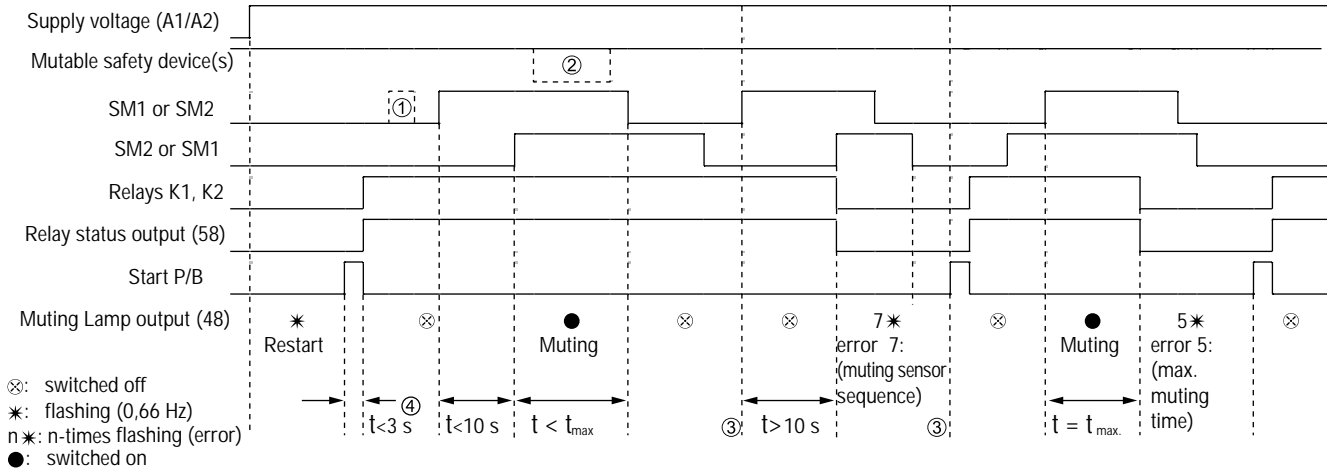 Supply voltage (A1/A2)
Mutable safety device(s)
②
SM1 or SM2
①
SM2 or SM1
Relays K1, K2
Relay status output (58)
Start P/B
Muting Lamp output (48)
✷ ⊗ ● ⊗ ⊗ 7✷ ⊗ ● 5✷ ⊗
Restart Muting error 7: Muting error 5:
(muting sensor (max.
sequence) muting
time)
⊗: switched off
✷: flashing (0,66 Hz)
n✷: n-times flashing (error)
●: switched on
④
t<3 s t<10 s t < tmax ③ t>10 s ③ t = tmax.